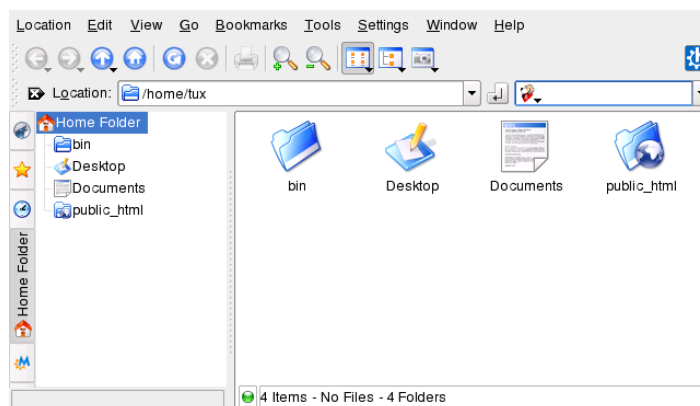 Location Edit View Go Bookmarks Tools Settings Window Help
Location: /home/tux
Home Folder
bin
Desktop
Documents
public_html
Home Folder
bin Desktop Documents public_html
4 Items - No Files - 4 Folders